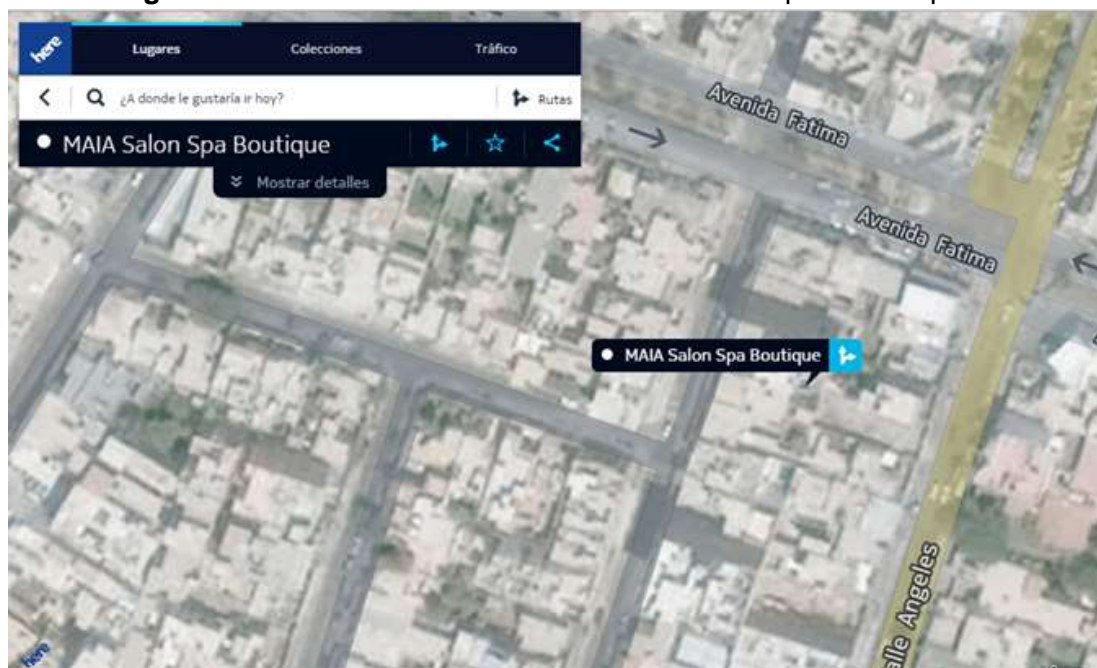 here
Lugares
Colecciones
Tráfico
¿A donde le gustaría ir hoy?
Rutas
MAIA Salon Spa Boutique
Mostrar detalles
Avenida Fatima
Avenida Fatima
MAIA Salon Spa Boutique
alle Angeles
here